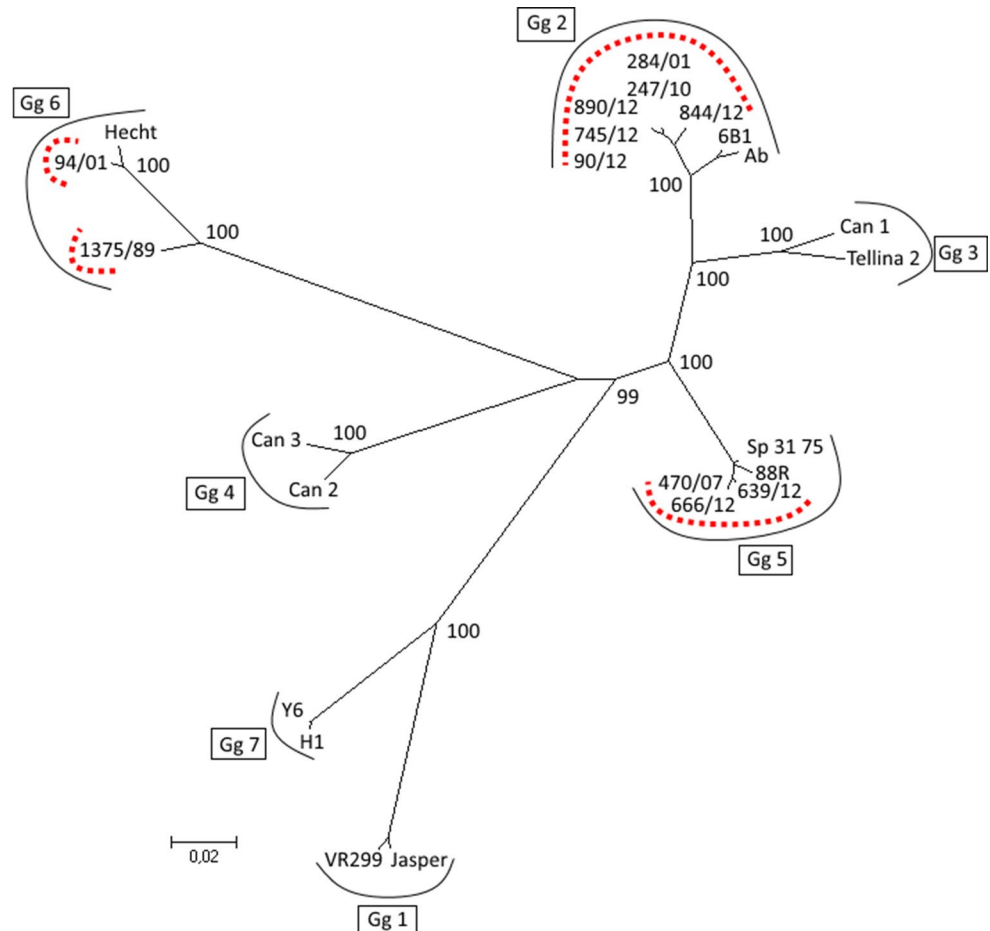 Gg 2
284/01
247/10
890/12
844/12
745/12
6B1
90/12
Ab
100
Gg 6
Hecht
94/01
100
1375/89
100
Can 1
100
Tellina 2
Gg 3
100
100
99
Can 3
100
Can 2
Gg 4
Sp 31 75
88R
470/07
639/12
666/12
Gg 5
100
Y6
H1
Gg 7
0,02
VR299 Jasper
Gg 1